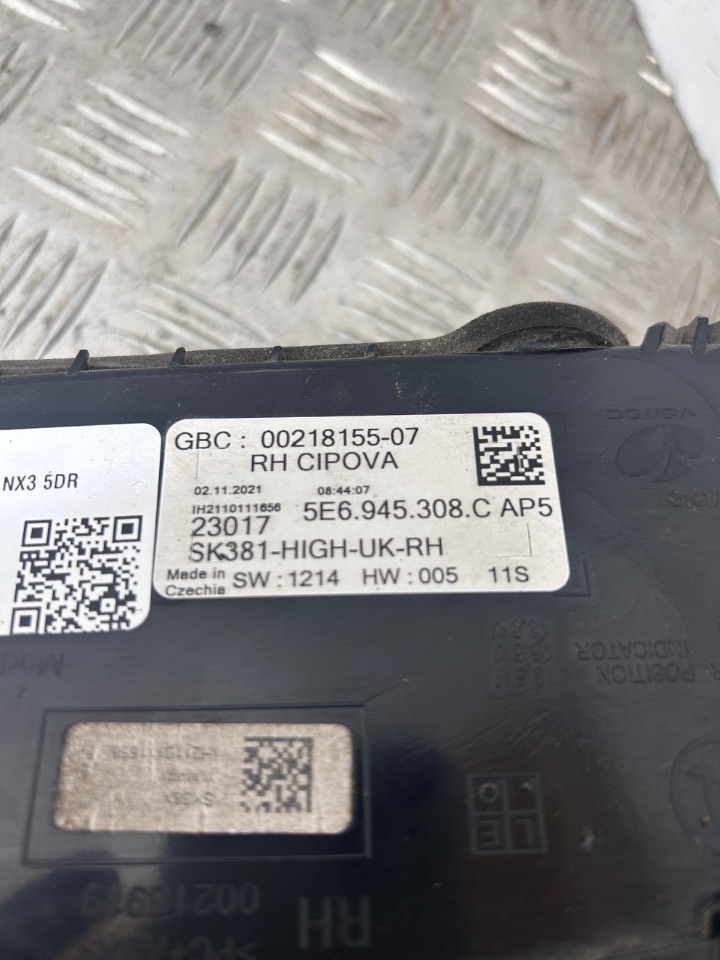 NX3 5DR
GBC : 00218155-07
RH CIPOVA
02.11.2021 08:44:07
IH2110111656
23017 5E6.945.308.C AP5
SK381-HIGH-UK-RH
Made in Czechia SW : 1214 HW : 005 11S
POSITION
INDICATOR
LE
RH